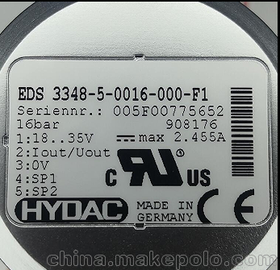 EDS 3348-5-0016-000-F1
Seriennr.: 005F00775652
16bar 908176
1:18..35V ⎓ max 2.455A
2:Iout/Uout
3:0V
4:SP1
5:SP2
c RU US
HYDAC
MADE IN GERMANY CE
china.makepolo.com